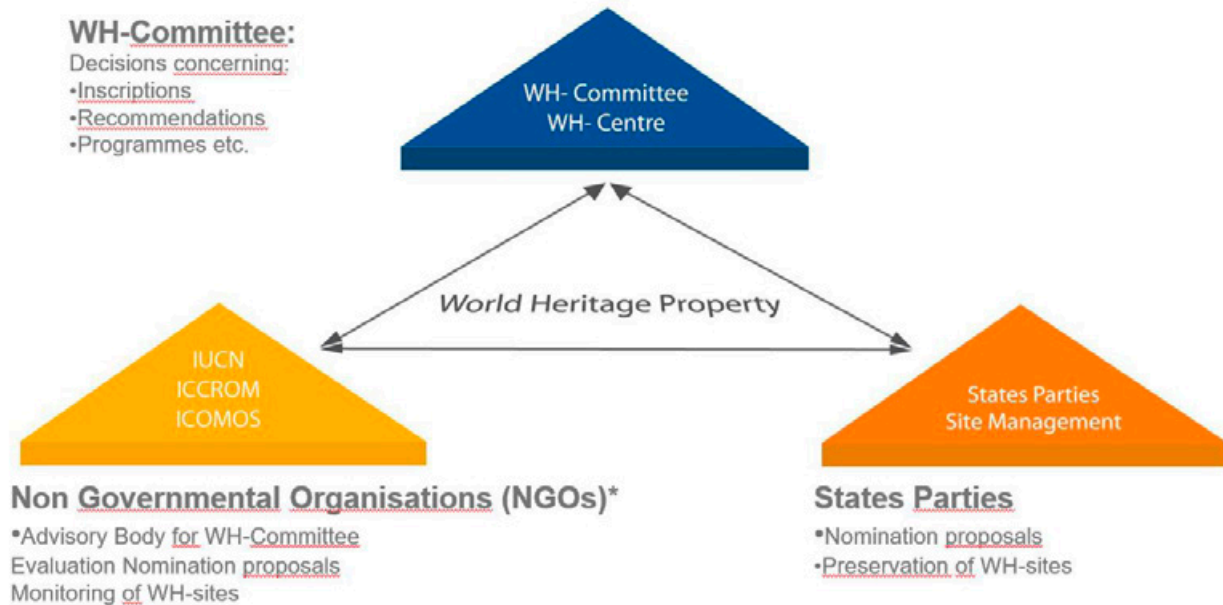 WH-Committee:
Decisions concerning:
•Inscriptions
•Recommendations
•Programmes etc.
WH- Committee
WH- Centre
World Heritage Property
IUCN
ICCROM
ICOMOS
States Parties
Site Management
Non Governmental Organisations (NGOs)*
•Advisory Body for WH-Committee
Evaluation Nomination proposals
Monitoring of WH-sites
States Parties
•Nomination proposals
•Preservation of WH-sites